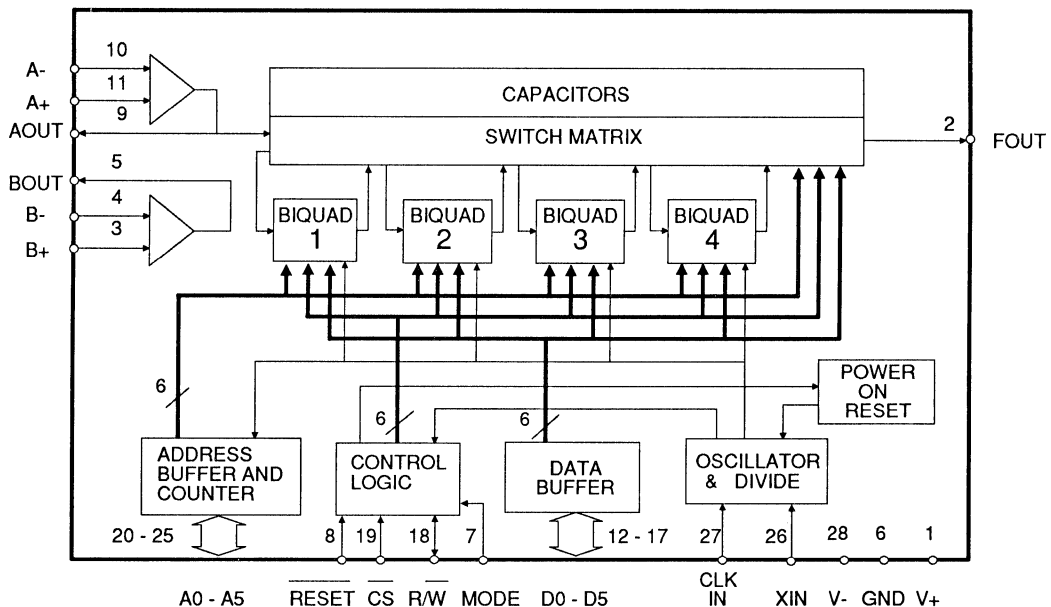 10
A-
11
A+
9
AOUT
5
BOUT
4
B-
3
B+
CAPACITORS
SWITCH MATRIX
2
FOUT
BIQUAD
1
BIQUAD
2
BIQUAD
3
BIQUAD
4
6
6
6
POWER
ON
RESET
ADDRESS
BUFFER AND
COUNTER
CONTROL
LOGIC
DATA
BUFFER
OSCILLATOR
& DIVIDE
20 - 25
8
19
18
7
12 - 17
27
26
28
6
1
A0 - A5
RESET
CS
R/W
MODE
D0 - D5
CLK
IN
XIN
V-
GND
V+